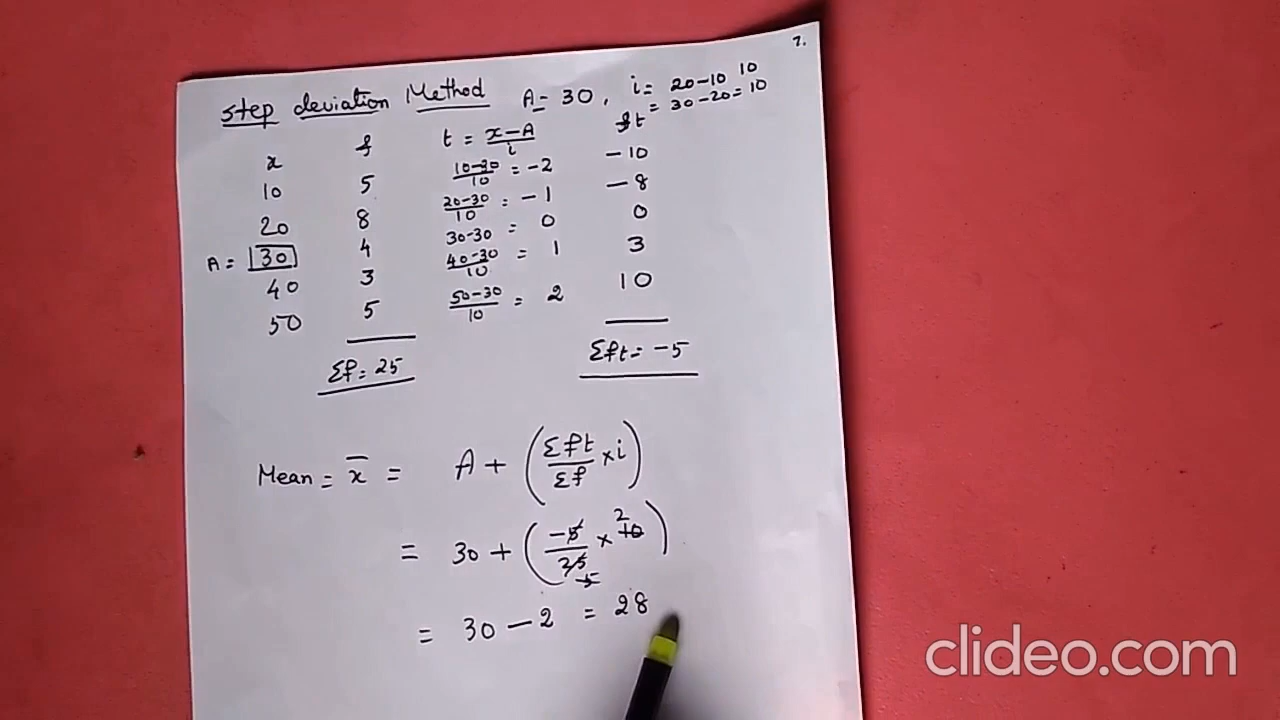 7.
Step deviation Method A = 30, i = 20-10 10
= 30-20 = 10
x f t = x-A/i ft
10 5 10-30/10 = -2 -10
20 8 20-30/10 = -1 -8
A = 30 4 30-30 = 0 0
40 3 40-30/10 = 1 3
50 5 50-30/10 = 2 10
Σf = 25 Σft = -5
Mean = x̄ = A + (Σft/Σf × i)
= 30 + (-5/25 × 10) 2 5
= 30 - 2 = 28
clideo.com